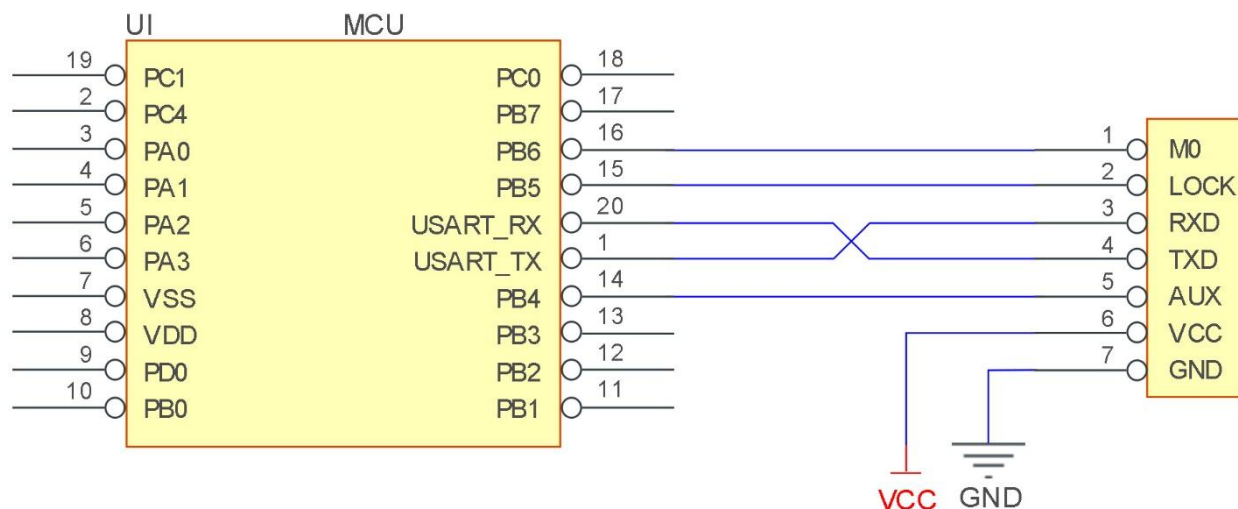 UI MCU
19 PC1 PC0 18
2 PC4 PB7 17
3 PA0 PB6 16 1 M0
4 PA1 PB5 15 2 LOCK
5 PA2 USART_RX 20 3 RXD
6 PA3 USART_TX 1 4 TXD
7 VSS PB4 14 5 AUX
8 VDD PB3 13 6 VCC
9 PD0 PB2 12 7 GND
10 PB0 PB1 11
VCC GND